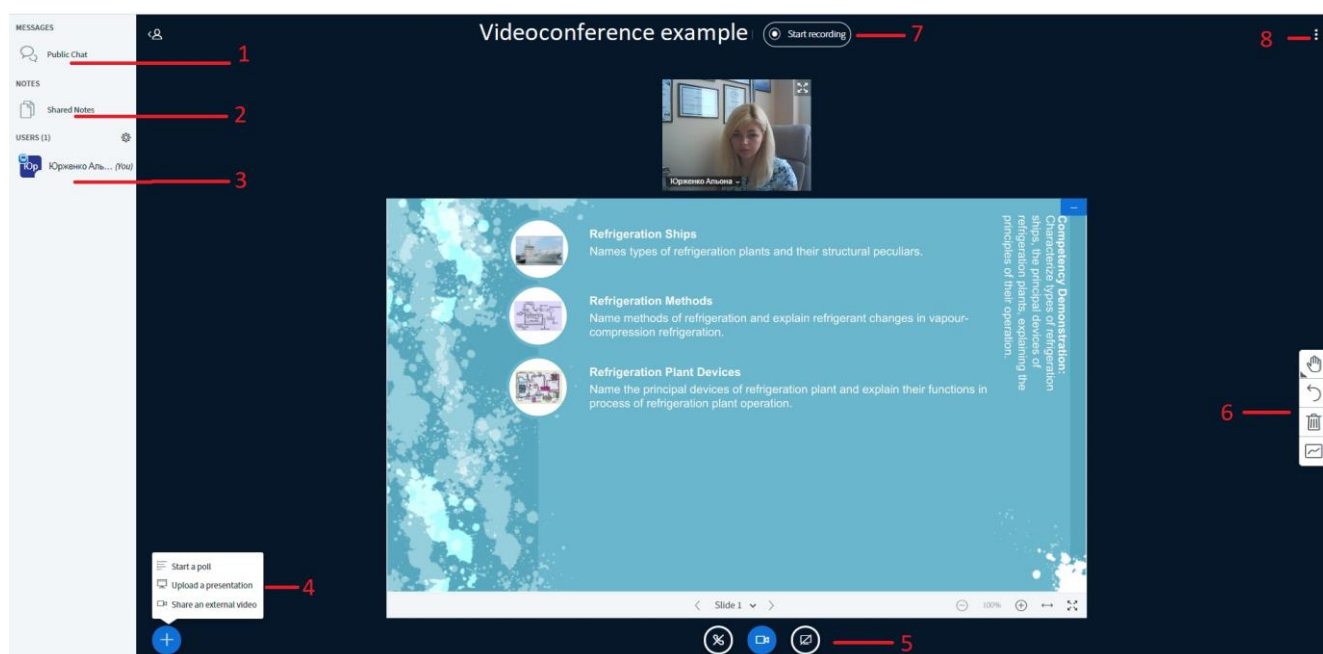 MESSAGES
Public Chat
1
NOTES
Shared Notes
2
USERS (1)
Юр
Юрженко Аль... (You)
3
Videoconference example
Start recording
7
8
Юрженко Альона
Refrigeration Ships
Names types of refrigeration plants and their structural peculiars.
Refrigeration Methods
Name methods of refrigeration and explain refrigerant changes in vapour-
compression refrigeration.
Refrigeration Plant Devices
Name the principal devices of refrigeration plant and explain their functions in
process of refrigeration plant operation.
Competency Demonstration:
Characterize types of refrigeration
ships, the principal devices of
refrigeration plants, explaining the
principles of their operation.
6
Start a poll
Upload a presentation
Share an external video
4
Slide 1
100%
5